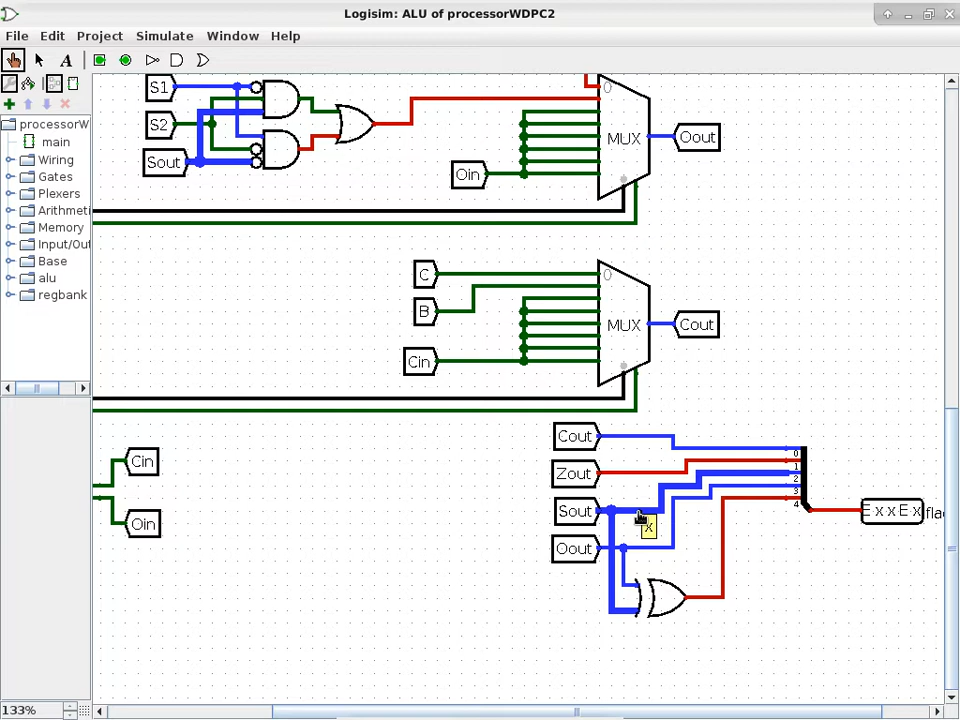 Logisim: ALU of processorWDPC2
File Edit Project Simulate Window Help
processorW
main
Wiring
Gates
Plexers
Arithmeti
Memory
Input/Out
Base
alu
regbank
133%
S1
S2
Sout
Oin
0
MUX
Oout
C
B
Cin
0
MUX
Cout
Cin
Oin
Cout
Zout
Sout
Oout
x
0
1
2
3
4
E x x E x
flag